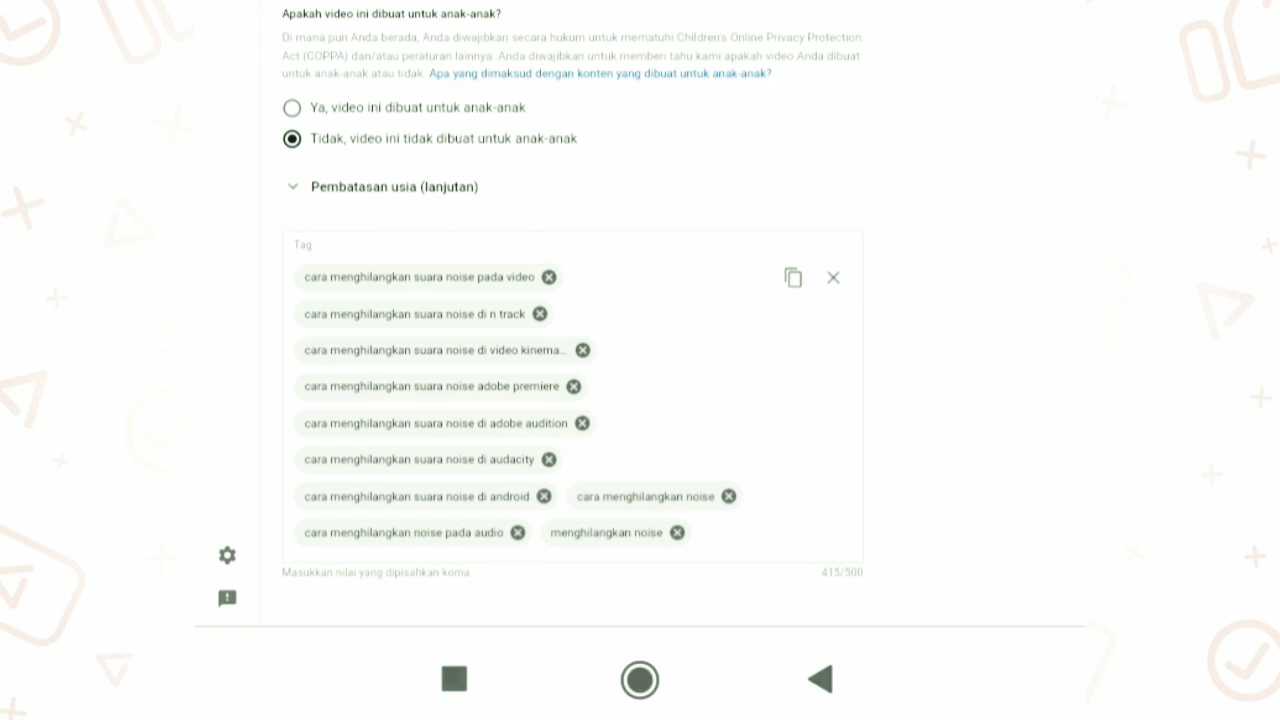 Apakah video ini dibuat untuk anak-anak?
Di mana pun Anda berada, Anda diwajibkan secara hukum untuk mematuhi Children's Online Privacy Protection
Act (COPPA) dan/atau peraturan lainnya. Anda diwajibkan untuk memberi tahu kami apakah video Anda dibuat
untuk anak-anak atau tidak. Apa yang dimaksud dengan konten yang dibuat untuk anak-anak?
Ya, video ini dibuat untuk anak-anak
Tidak, video ini tidak dibuat untuk anak-anak
Pembatasan usia (lanjutan)
Tag
cara menghilangkan suara noise pada video
cara menghilangkan suara noise di n track
cara menghilangkan suara noise di video kinema...
cara menghilangkan suara noise adobe premiere
cara menghilangkan suara noise di adobe audition
cara menghilangkan suara noise di audacity
cara menghilangkan suara noise di android cara menghilangkan noise
cara menghilangkan noise pada audio menghilangkan noise
Masukkan nilai yang dipisahkan koma 415/500